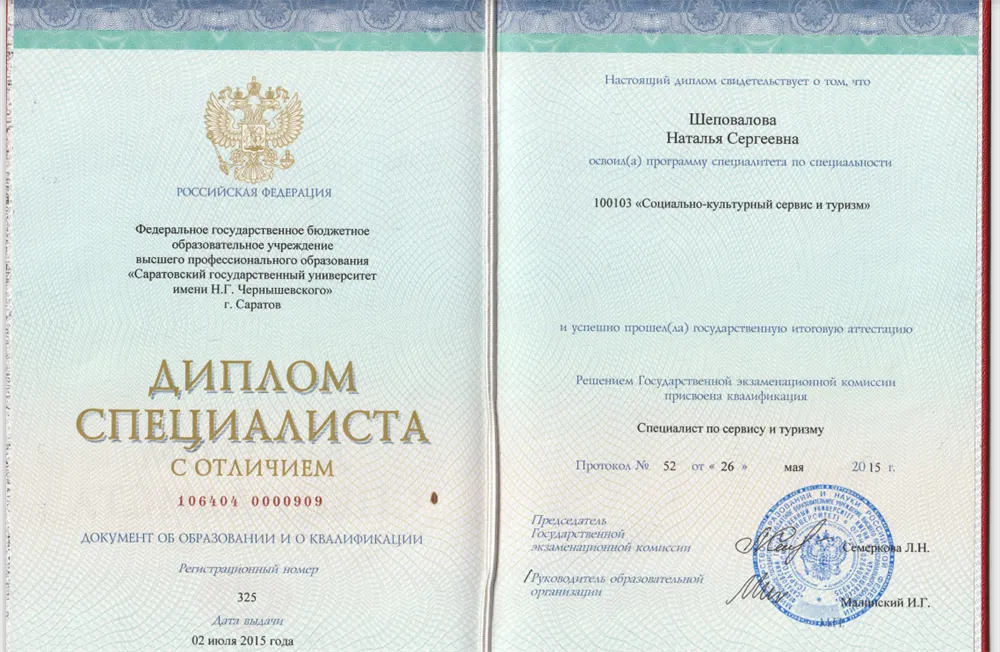 РОССИЙСКАЯ ФЕДЕРАЦИЯ
Федеральное государственное бюджетное
образовательное учреждение
высшего профессионального образования
«Саратовский государственный университет
имени Н.Г. Чернышевского»
г. Саратов
ДИПЛОМ
СПЕЦИАЛИСТА
С ОТЛИЧИЕМ
106404 0000909
ДОКУМЕНТ ОБ ОБРАЗОВАНИИ И О КВАЛИФИКАЦИИ
Регистрационный номер
325
Дата выдачи
02 июля 2015 года
Настоящий диплом свидетельствует о том, что
Шеповалова
Наталья Сергеевна
освоил(а) программу специалитета по специальности
100103 «Социально-культурный сервис и туризм»
и успешно прошел(ла) государственную итоговую аттестацию
Решением Государственной экзаменационной комиссии
присвоена квалификация
Специалист по сервису и туризму
Протокол № 52 от « 26 » мая 2015 г.
Председатель
Государственной
экзаменационной комиссии
Семеркова Л.Н.
Руководитель образовательной
организации
Малинский И.Г.